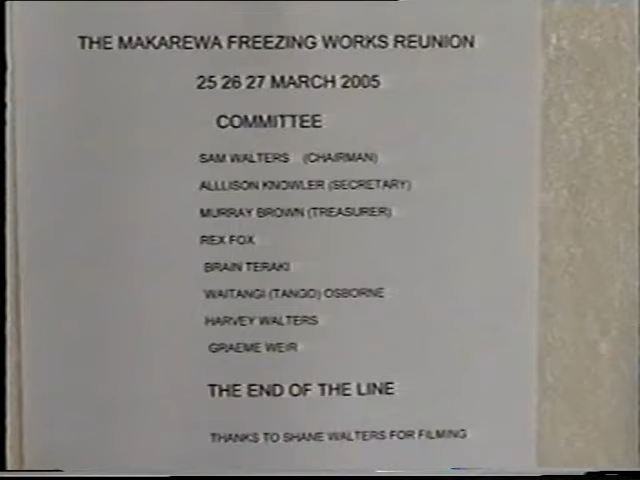 THE MAKAREWA FREEZING WORKS REUNION
25 26 27 MARCH 2005
COMMITTEE
SAM WALTERS (CHAIRMAN)
ALLLISON KNOWLER (SECRETARY)
MURRAY BROWN (TREASURER)
REX FOX
BRAIN TERAKI
WAITANGI (TANGO) OSBORNE
HARVEY WALTERS
GRAEME WEIR
THE END OF THE LINE
THANKS TO SHANE WALTERS FOR FILMING